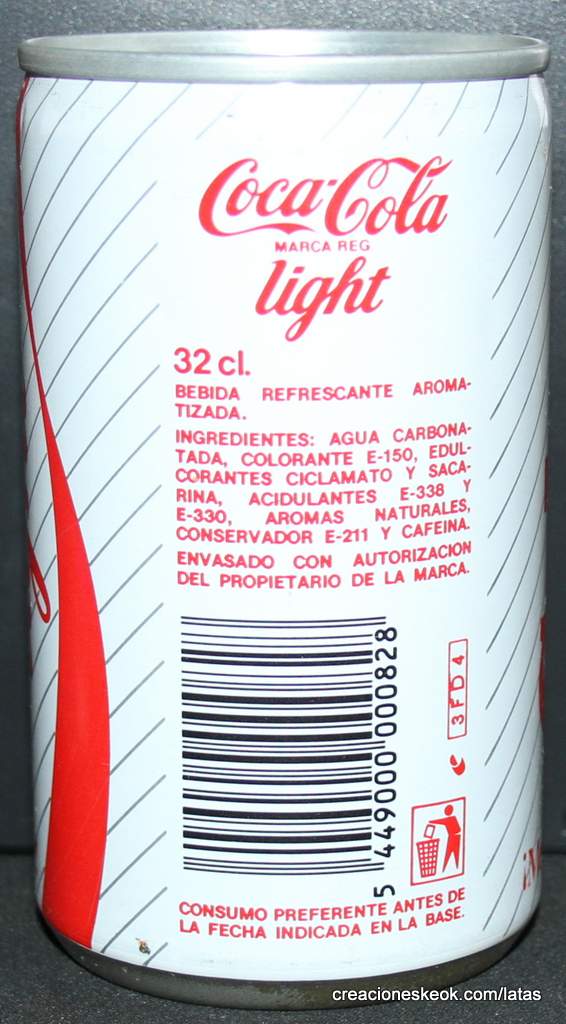 Coca-Cola
MARCA REG
light
32 cl.
BEBIDA REFRESCANTE AROMA-
TIZADA.
INGREDIENTES: AGUA CARBONA-
TADA, COLORANTE E-150, EDUL-
CORANTES CICLAMATO Y SACA-
RINA, ACIDULANTES E-338 Y
E-330, AROMAS NATURALES,
CONSERVADOR E-211 Y CAFEINA.
ENVASADO CON AUTORIZACION
DEL PROPIETARIO DE LA MARCA.
5 449000 000828
3FD4
CONSUMO PREFERENTE ANTES DE
LA FECHA INDICADA EN LA BASE.
creacioneskeok.com/latas